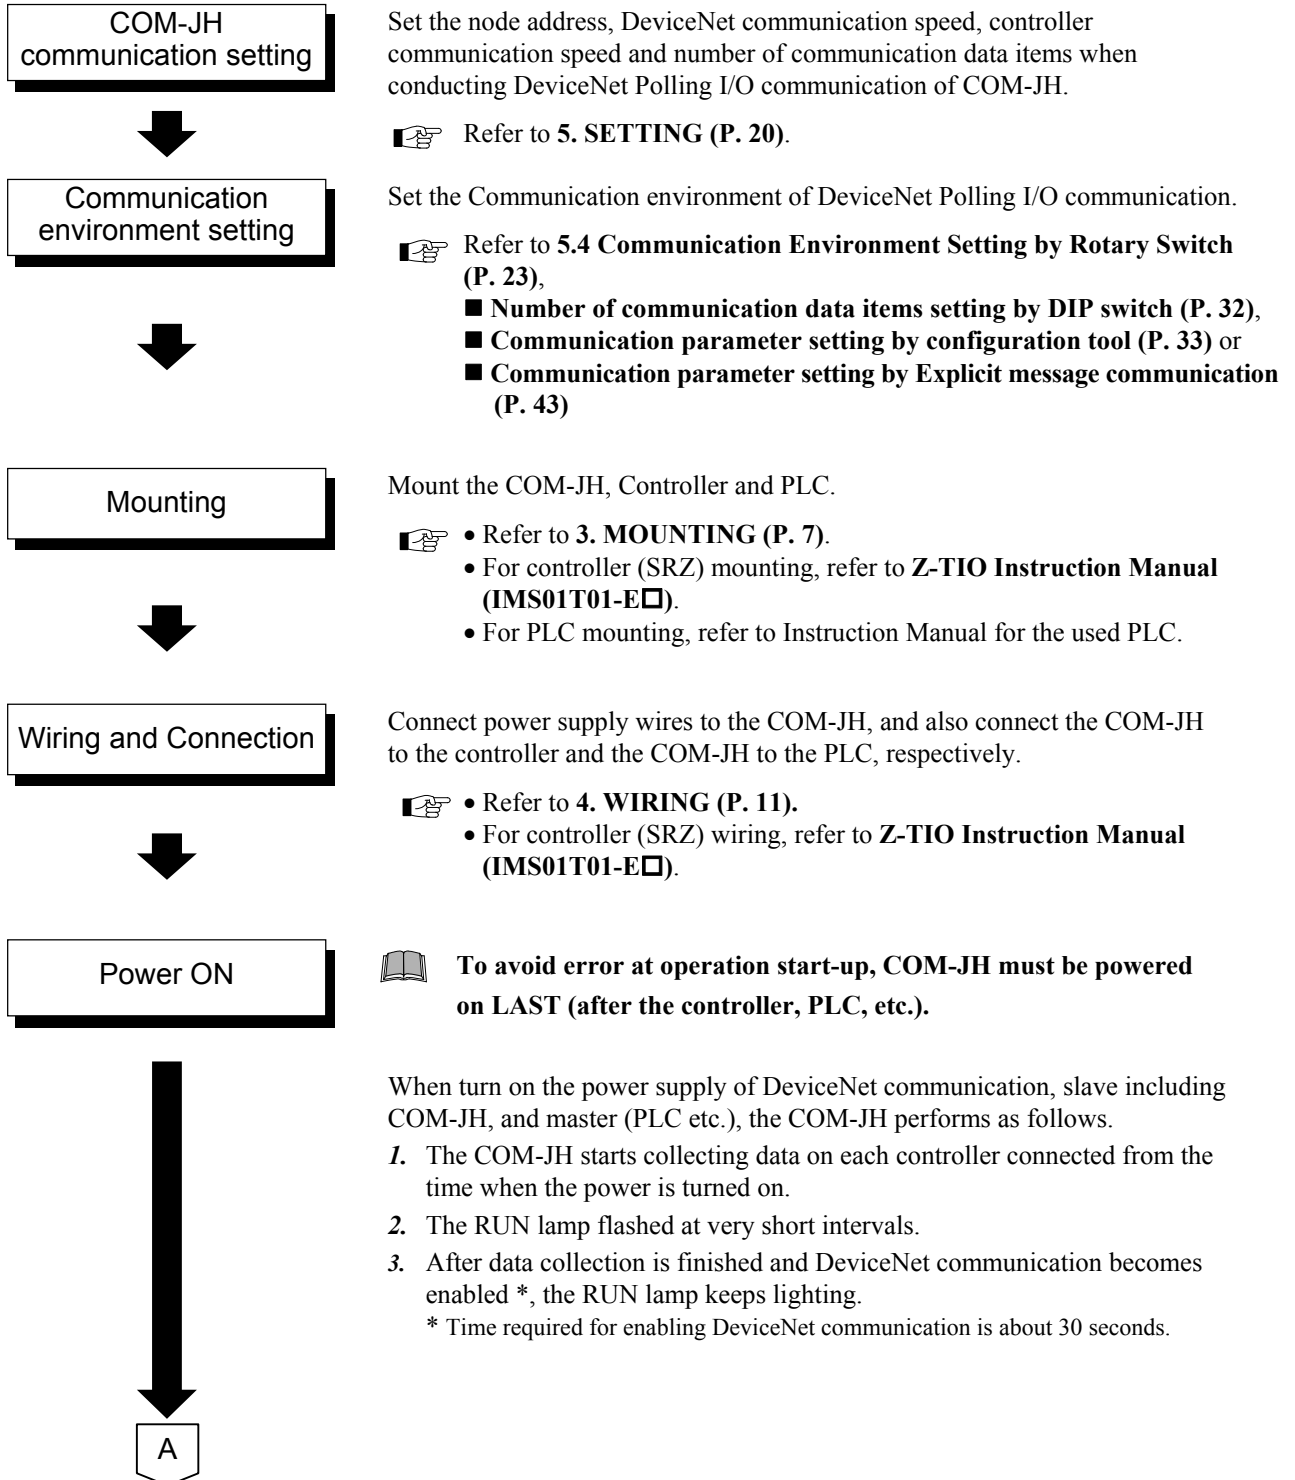 COM-JH
communication setting
Set the node address, DeviceNet communication speed, controller
communication speed and number of communication data items when
conducting DeviceNet Polling I/O communication of COM-JH.
Refer to 5. SETTING (P. 20).
Communication
environment setting
Set the Communication environment of DeviceNet Polling I/O communication.
Refer to 5.4 Communication Environment Setting by Rotary Switch
(P. 23),
■ Number of communication data items setting by DIP switch (P. 32),
■ Communication parameter setting by configuration tool (P. 33) or
■ Communication parameter setting by Explicit message communication
(P. 43)
Mounting
Mount the COM-JH, Controller and PLC.
• Refer to 3. MOUNTING (P. 7).
• For controller (SRZ) mounting, refer to Z-TIO Instruction Manual
(IMS01T01-E□).
• For PLC mounting, refer to Instruction Manual for the used PLC.
Wiring and Connection
Connect power supply wires to the COM-JH, and also connect the COM-JH
to the controller and the COM-JH to the PLC, respectively.
• Refer to 4. WIRING (P. 11).
• For controller (SRZ) wiring, refer to Z-TIO Instruction Manual
(IMS01T01-E□).
Power ON
To avoid error at operation start-up, COM-JH must be powered
on LAST (after the controller, PLC, etc.).
When turn on the power supply of DeviceNet communication, slave including
COM-JH, and master (PLC etc.), the COM-JH performs as follows.
1. The COM-JH starts collecting data on each controller connected from the
time when the power is turned on.
2. The RUN lamp flashed at very short intervals.
3. After data collection is finished and DeviceNet communication becomes
enabled *, the RUN lamp keeps lighting.
* Time required for enabling DeviceNet communication is about 30 seconds.
A